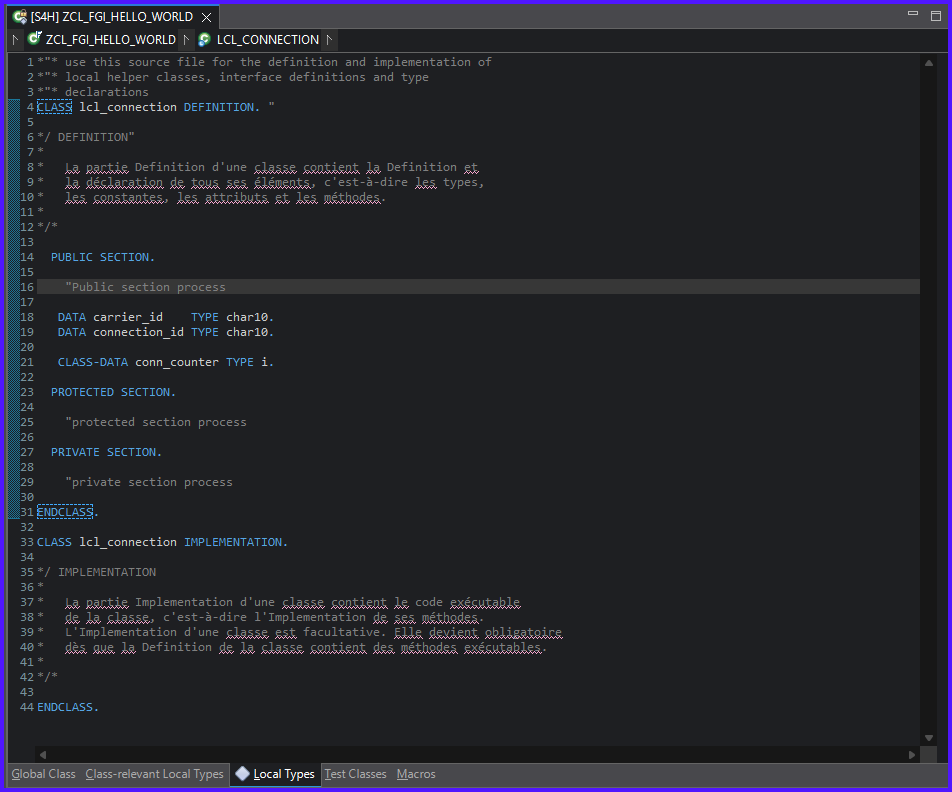 [S4H] ZCL_FGI_HELLO_WORLD
ZCL_FGI_HELLO_WORLD LCL_CONNECTION
1 *"* use this source file for the definition and implementation of
2 *"* local helper classes, interface definitions and type
3 *"* declarations
4 CLASS lcl_connection DEFINITION. "
5
6 */ DEFINITION"
7 *
8 *   La partie Definition d'une classe contient la Definition et
9 *   la déclaration de tous ses éléments, c'est-à-dire les types,
10 *   les constantes, les attributs et les méthodes.
11 *
12 */*
13
14   PUBLIC SECTION.
15
16     "Public section process
17
18    DATA carrier_id    TYPE char10.
19    DATA connection_id TYPE char10.
20
21    CLASS-DATA conn_counter TYPE i.
22
23   PROTECTED SECTION.
24
25     "protected section process
26
27   PRIVATE SECTION.
28
29     "private section process
30
31 ENDCLASS.
32
33 CLASS lcl_connection IMPLEMENTATION.
34
35 */ IMPLEMENTATION
36 *
37 *   La partie Implementation d'une classe contient le code exécutable
38 *   de la classe, c'est-à-dire l'Implementation de ses méthodes.
39 *   L'Implementation d'une classe est facultative. Elle devient obligatoire
40 *   dès que la Definition de la classe contient des méthodes exécutables.
41 *
42 */*
43
44 ENDCLASS.
Global Class Class-relevant Local Types Local Types Test Classes Macros